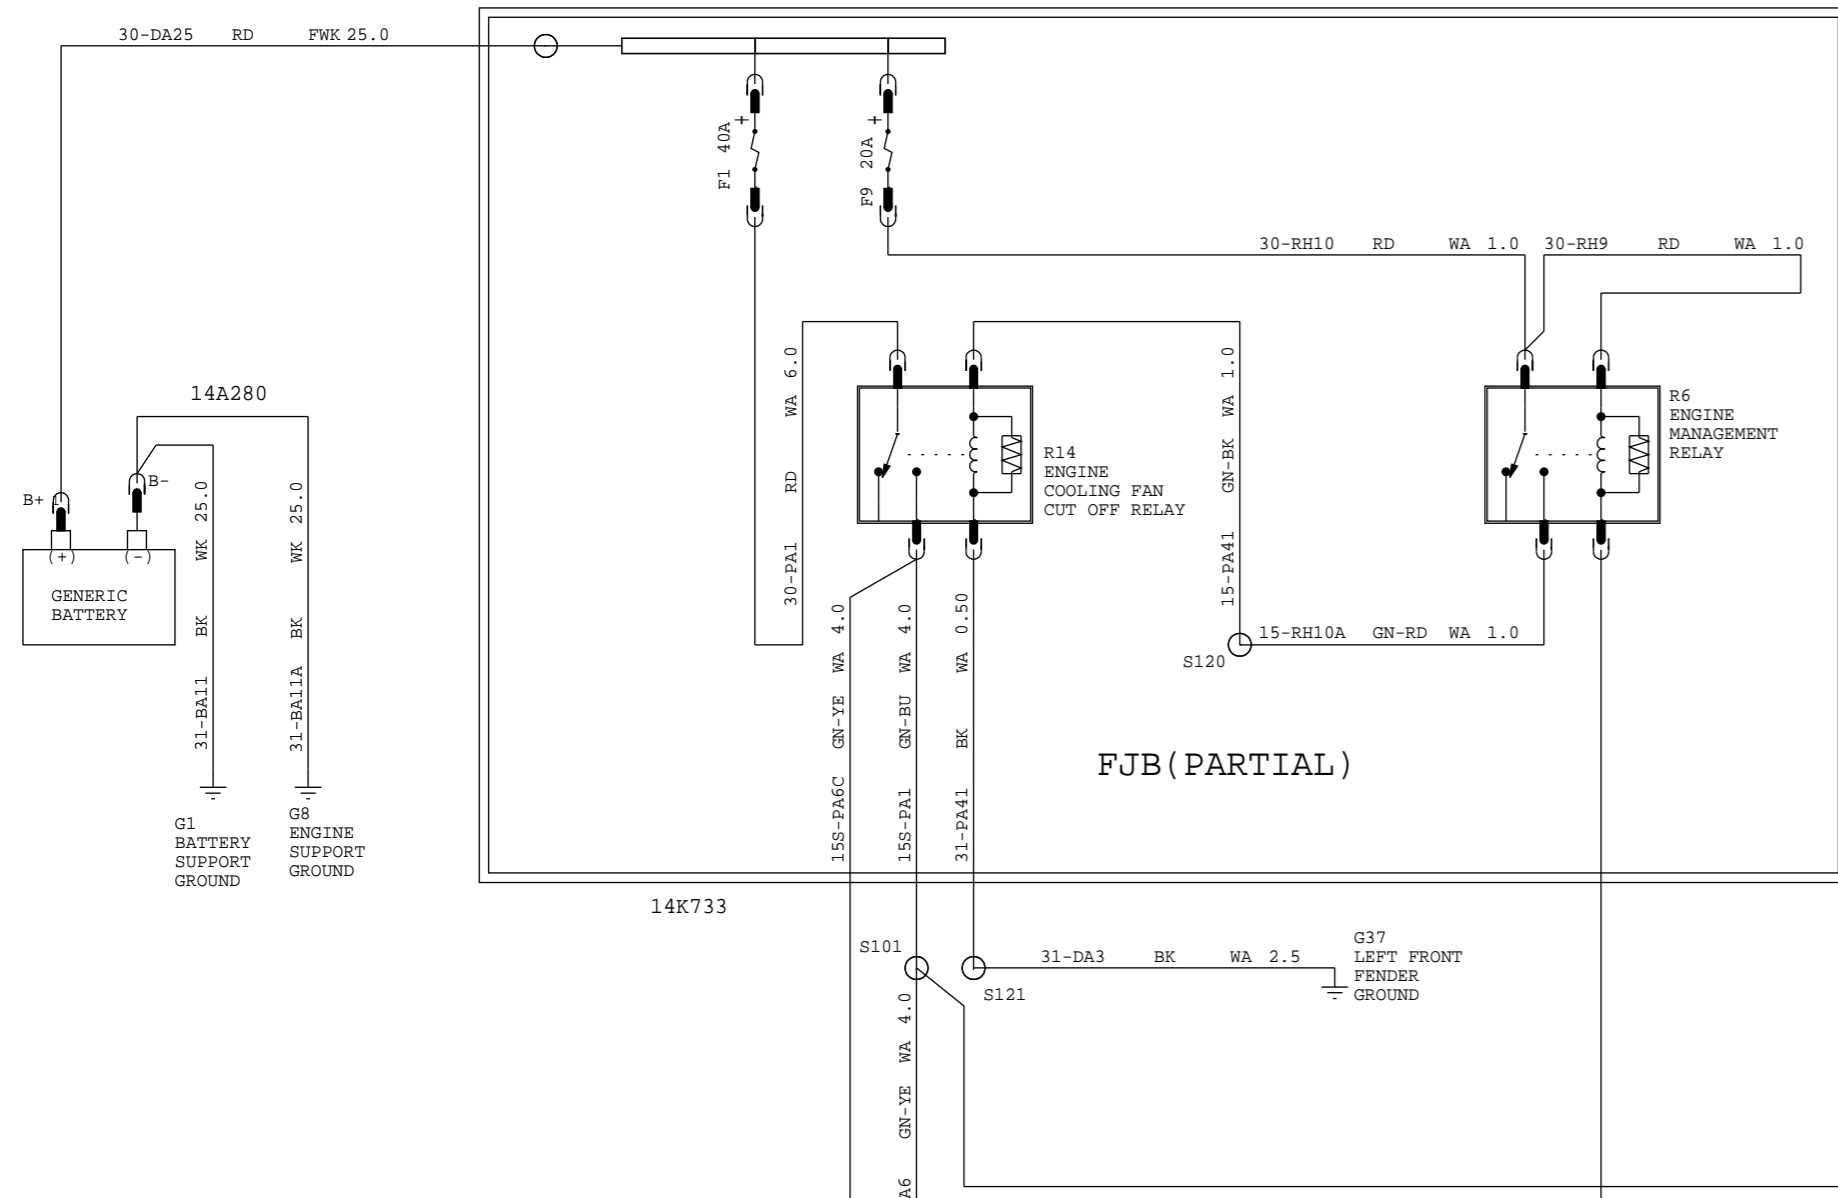 30-DA25 RD FWK 25.0
F1 40A +
F9 20A +
30-RH10 RD WA 1.0
30-RH9 RD WA 1.0
14A280
B+
B-
(+)
(-)
GENERIC
BATTERY
31-BA11 BK WK 25.0
31-BA11A BK WK 25.0
G1
BATTERY
SUPPORT
GROUND
G8
ENGINE
SUPPORT
GROUND
30-PA1 RD WA 6.0
R14
ENGINE
COOLING FAN
CUT OFF RELAY
15-PA41 GN-BK WA 1.0
R6
ENGINE
MANAGEMENT
RELAY
15S-PA6C GN-YE WA 4.0
15S-PA1 GN-BU WA 4.0
31-PA41 BK WA 0.50
S120
15-RH10A GN-RD WA 1.0
FJB(PARTIAL)
14K733
S101
S121
31-DA3 BK WA 2.5
G37
LEFT FRONT
FENDER
GROUND
A6 GN-YE WA 4.0